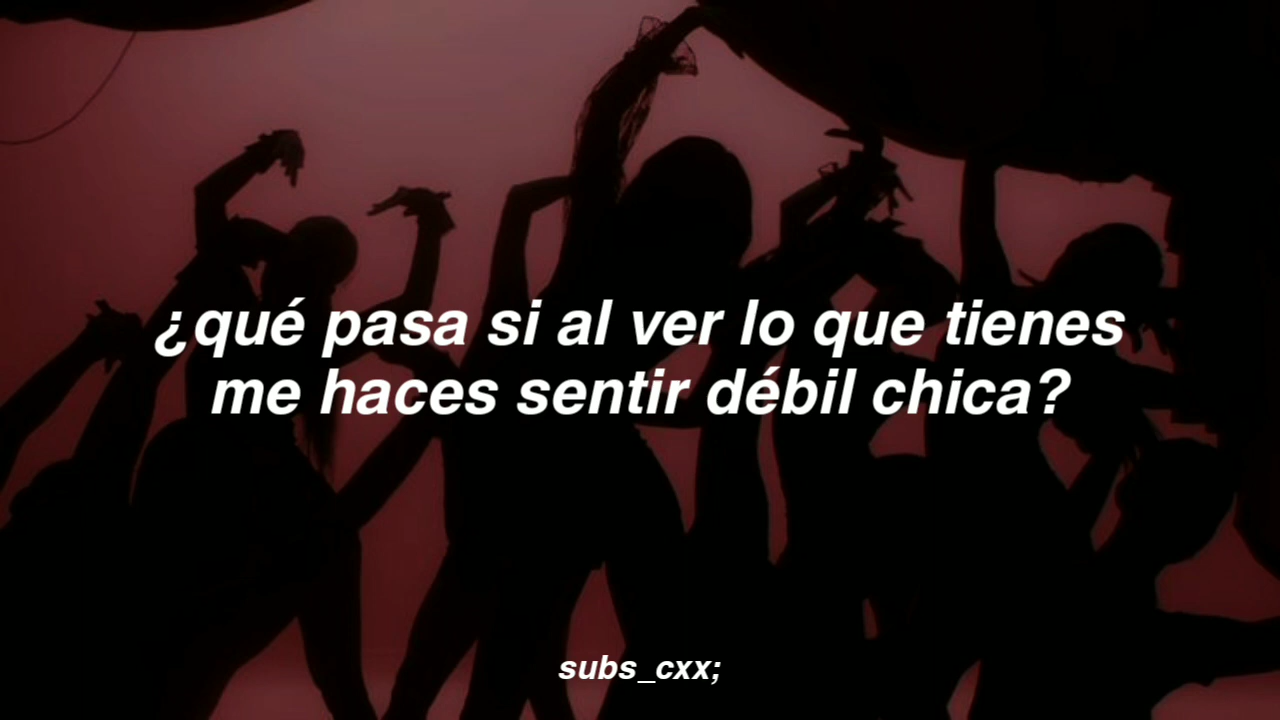 ¿qué pasa si al ver lo que tienes
me haces sentir débil chica?
subs_cxx;